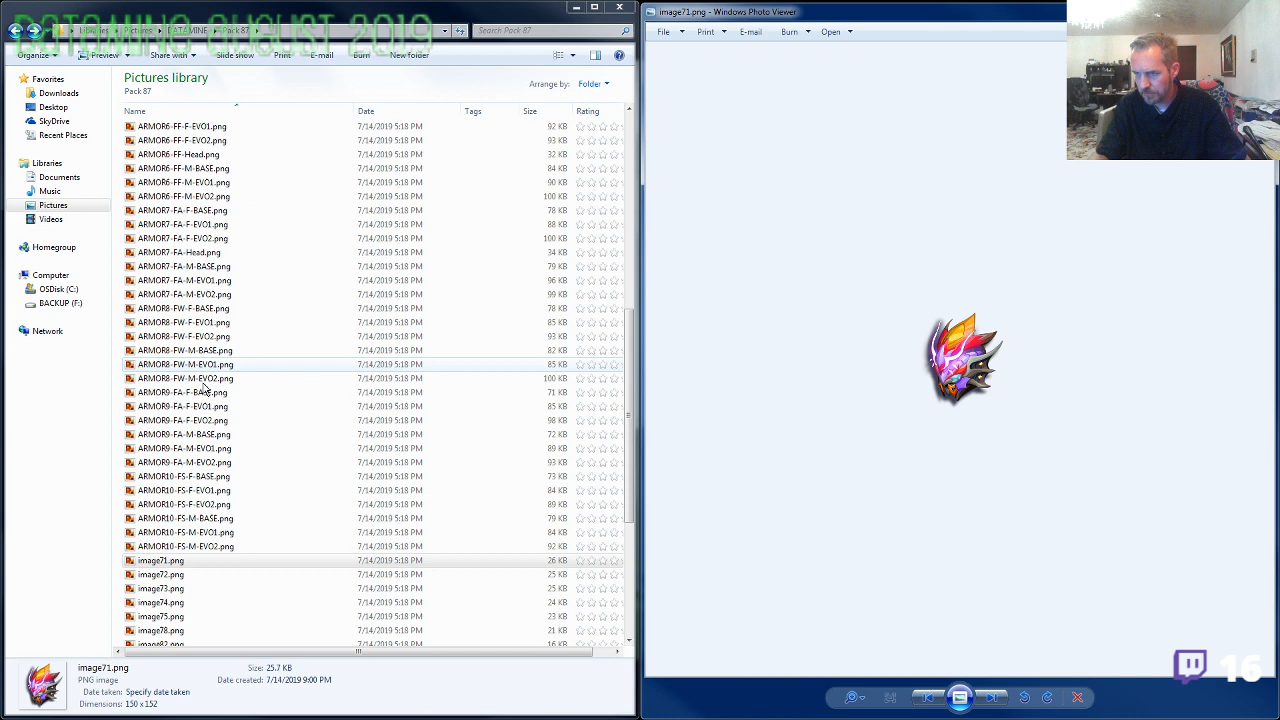 DATAMINE AUGUST 2019
Libraries Pictures DATAMINE Pack 87
Search Pack 87
Organize Preview Share with Slide show Print E-mail Burn New folder
Favorites
Downloads
Desktop
SkyDrive
Recent Places
Libraries
Documents
Music
Pictures
Videos
Homegroup
Computer
OSDisk (C:)
BACKUP (F:)
Network
Pictures library
Pack 87
Arrange by: Folder
Name Date Tags Size Rating
ARMOR6-FF-F-EVO1.png 7/14/2019 5:18 PM 92 KB
ARMOR6-FF-F-EVO2.png 7/14/2019 5:18 PM 93 KB
ARMOR6-FF-Head.png 7/14/2019 5:18 PM 32 KB
ARMOR6-FF-M-BASE.png 7/14/2019 5:18 PM 84 KB
ARMOR6-FF-M-EVO1.png 7/14/2019 5:18 PM 90 KB
ARMOR6-FF-M-EVO2.png 7/14/2019 5:18 PM 100 KB
ARMOR7-FA-F-BASE.png 7/14/2019 5:18 PM 78 KB
ARMOR7-FA-F-EVO1.png 7/14/2019 5:18 PM 88 KB
ARMOR7-FA-F-EVO2.png 7/14/2019 5:18 PM 100 KB
ARMOR7-FA-Head.png 7/14/2019 5:18 PM 34 KB
ARMOR7-FA-M-BASE.png 7/14/2019 5:18 PM 79 KB
ARMOR7-FA-M-EVO1.png 7/14/2019 5:18 PM 96 KB
ARMOR7-FA-M-EVO2.png 7/14/2019 5:18 PM 99 KB
ARMOR8-FW-F-BASE.png 7/14/2019 5:18 PM 78 KB
ARMOR8-FW-F-EVO1.png 7/14/2019 5:18 PM 85 KB
ARMOR8-FW-F-EVO2.png 7/14/2019 5:18 PM 93 KB
ARMOR8-FW-M-BASE.png 7/14/2019 5:18 PM 82 KB
ARMOR8-FW-M-EVO1.png 7/14/2019 5:18 PM 85 KB
ARMOR8-FW-M-EVO2.png 7/14/2019 5:18 PM 100 KB
ARMOR9-FA-F-BASE.png 7/14/2019 5:18 PM 71 KB
ARMOR9-FA-F-EVO1.png 7/14/2019 5:18 PM 85 KB
ARMOR9-FA-F-EVO2.png 7/14/2019 5:18 PM 98 KB
ARMOR9-FA-M-BASE.png 7/14/2019 5:18 PM 72 KB
ARMOR9-FA-M-EVO1.png 7/14/2019 5:18 PM 89 KB
ARMOR9-FA-M-EVO2.png 7/14/2019 5:18 PM 93 KB
ARMOR10-FS-F-BASE.png 7/14/2019 5:18 PM 73 KB
ARMOR10-FS-F-EVO1.png 7/14/2019 5:18 PM 84 KB
ARMOR10-FS-F-EVO2.png 7/14/2019 5:18 PM 89 KB
ARMOR10-FS-M-BASE.png 7/14/2019 5:18 PM 79 KB
ARMOR10-FS-M-EVO1.png 7/14/2019 5:18 PM 84 KB
ARMOR10-FS-M-EVO2.png 7/14/2019 5:18 PM 92 KB
image71.png 7/14/2019 5:18 PM 26 KB
image72.png 7/14/2019 5:18 PM 25 KB
image73.png 7/14/2019 5:18 PM 25 KB
image74.png 7/14/2019 5:18 PM 24 KB
image75.png 7/14/2019 5:18 PM 23 KB
image78.png 7/14/2019 5:18 PM 21 KB
image82.png 7/14/2019 5:18 PM 16 KB
image71.png Size: 25.7 KB
PNG image Date created: 7/14/2019 9:00 PM
Date taken: Specify date taken
Dimensions: 150 x 152
image71.png - Windows Photo Viewer
File Print E-mail Burn Open
16